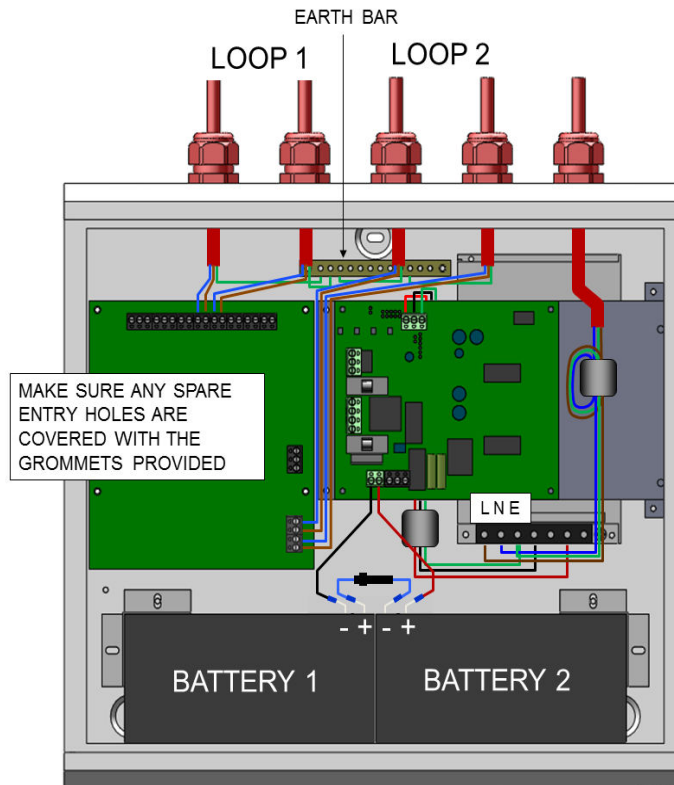 EARTH BAR
LOOP 1
LOOP 2
MAKE SURE ANY SPARE
ENTRY HOLES ARE
COVERED WITH THE
GROMMETS PROVIDED
L N E
- +
- +
BATTERY 1
BATTERY 2